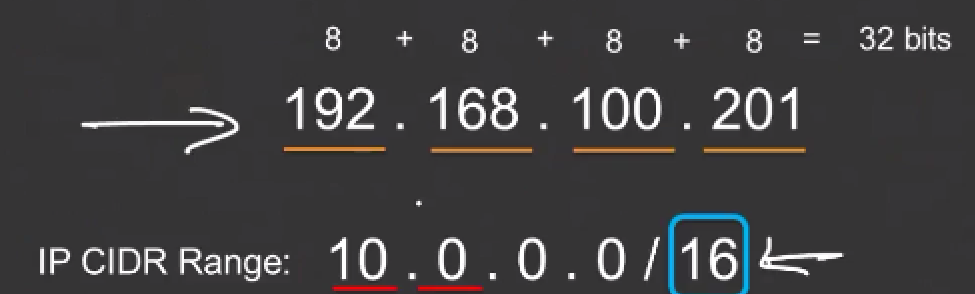 8 + 8 + 8 + 8 = 32 bits
192 . 168 . 100 . 201
IP CIDR Range: 10 . 0 . 0 . 0 / 16